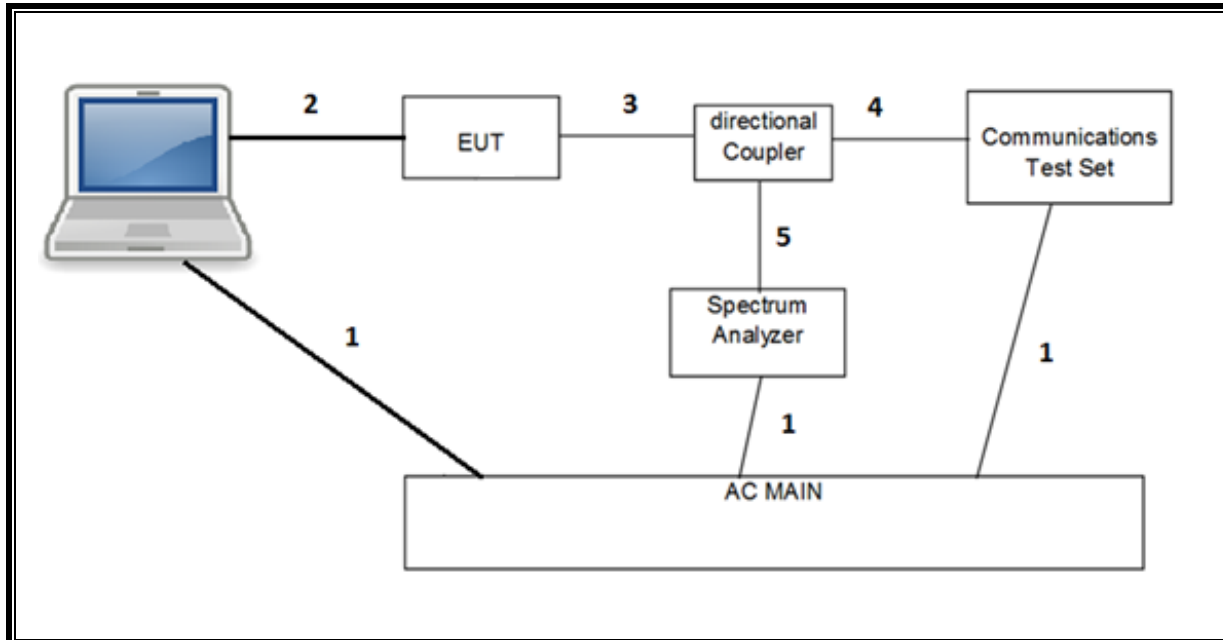 2
EUT
3
directional
Coupler
4
Communications
Test Set
5
Spectrum
Analyzer
1
1
1
AC MAIN